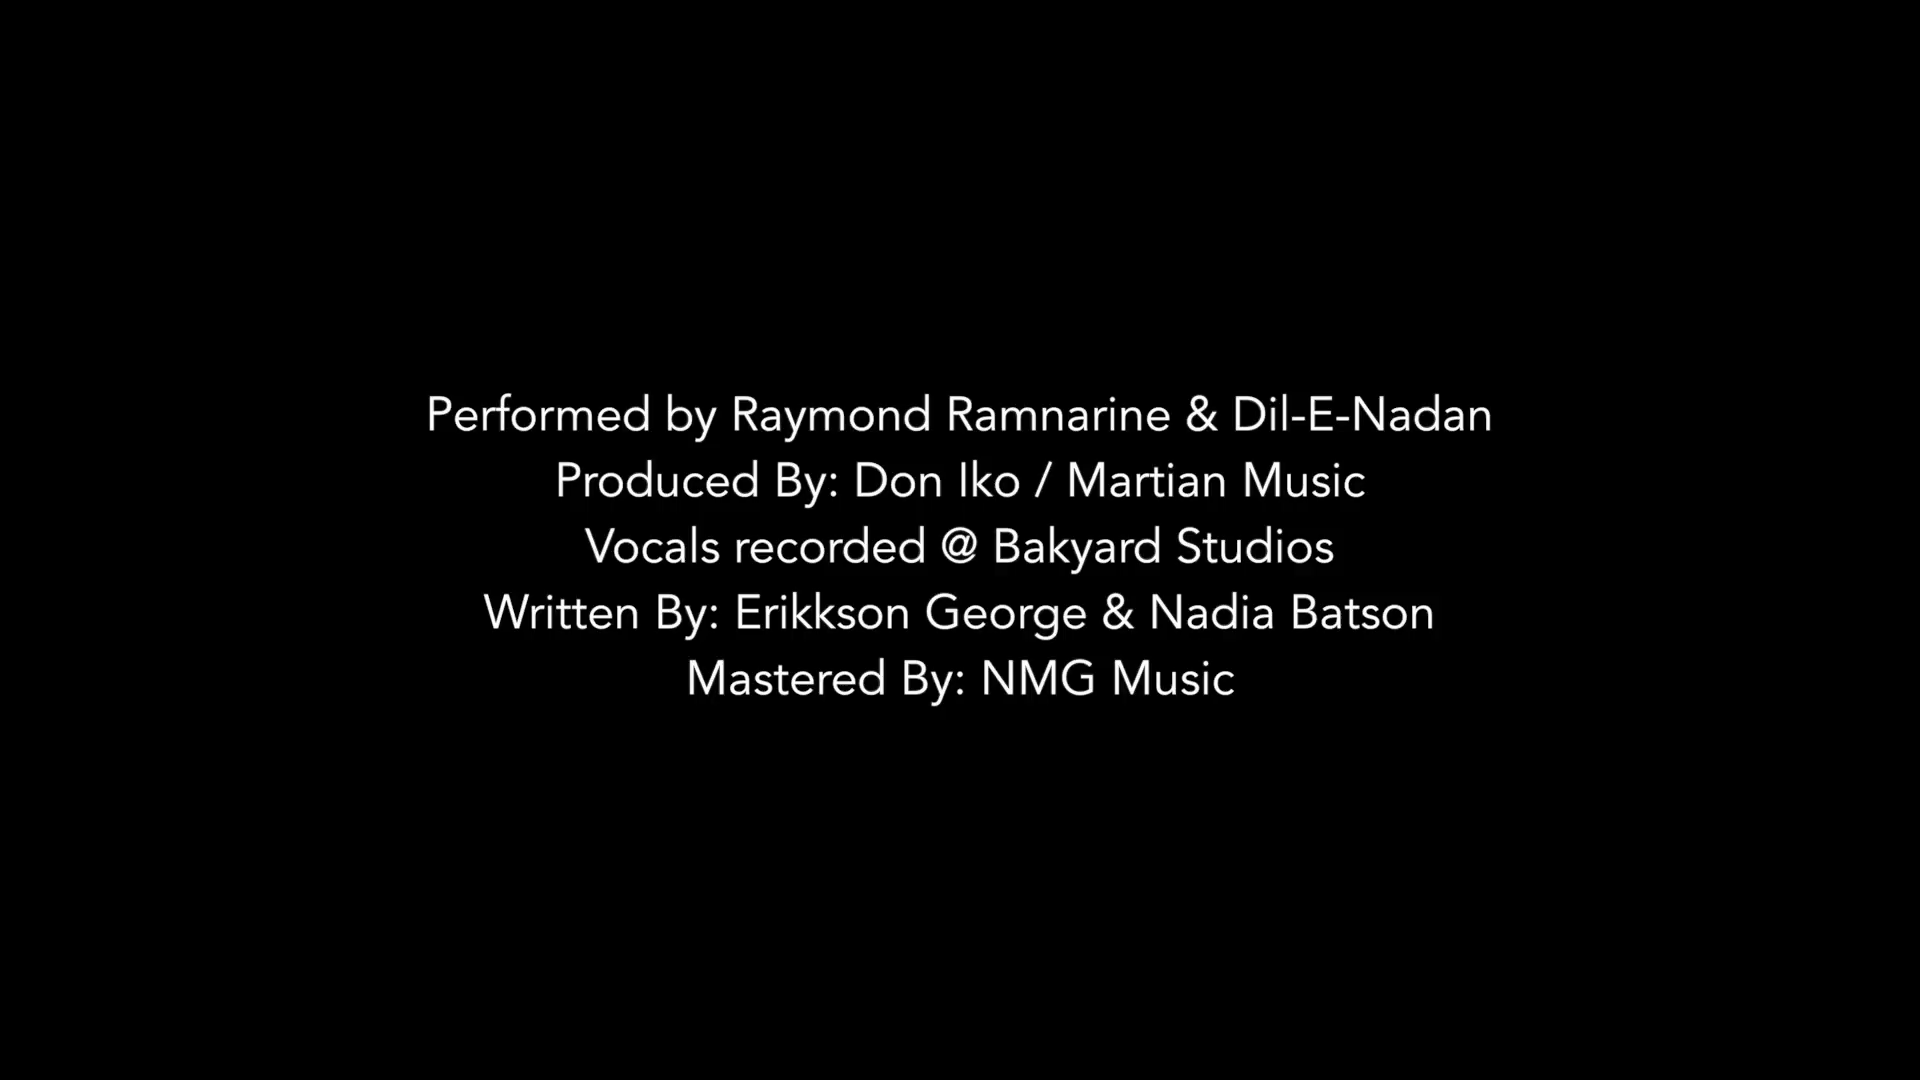 Performed by Raymond Ramnarine & Dil-E-Nadan
Produced By: Don Iko / Martian Music
Vocals recorded @ Bakyard Studios
Written By: Erikkson George & Nadia Batson
Mastered By: NMG Music